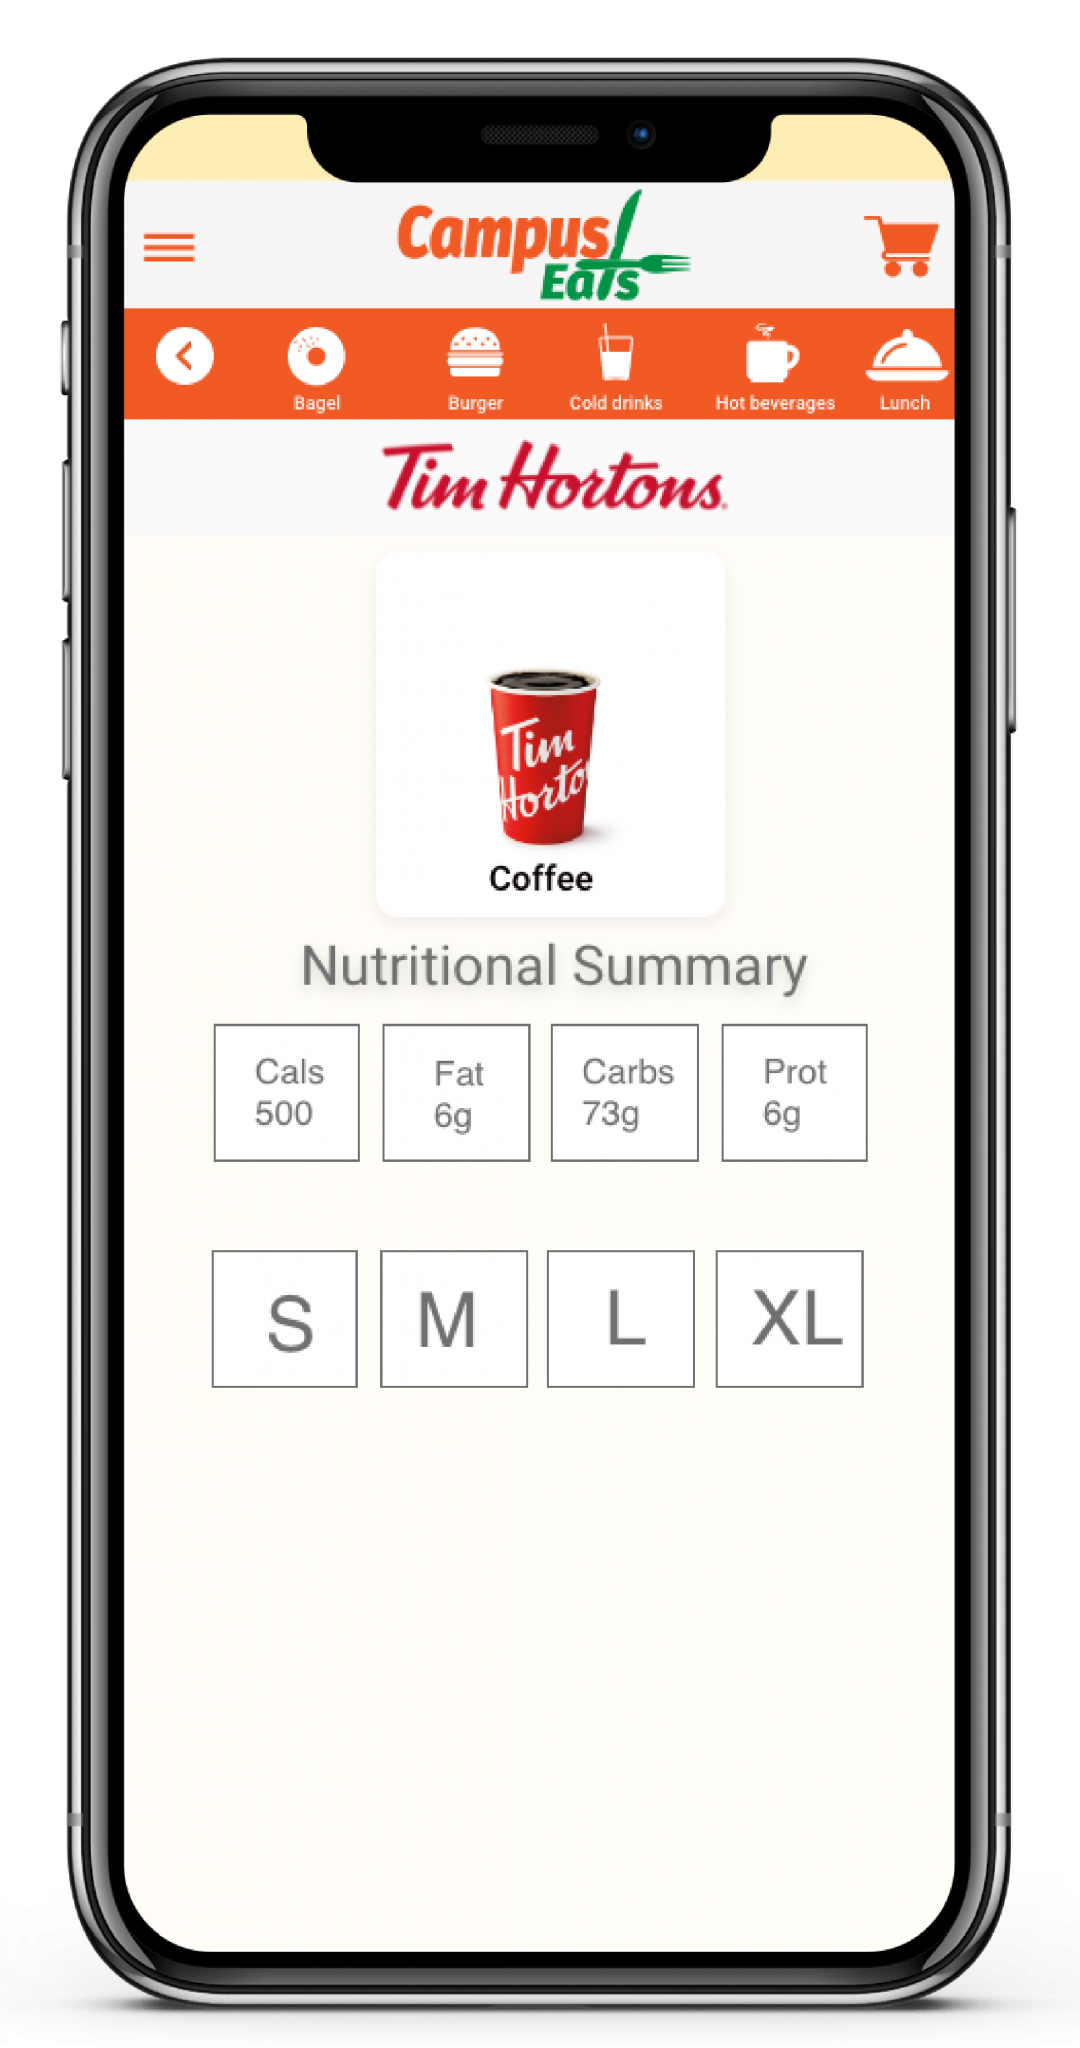 Campus
Eats
Bagel
Burger
Cold drinks
Hot beverages
Lunch
Tim Hortons
Tim
Horto
Coffee
Nutritional Summary
Cals
500
Fat
6g
Carbs
73g
Prot
6g
S
M
L
XL